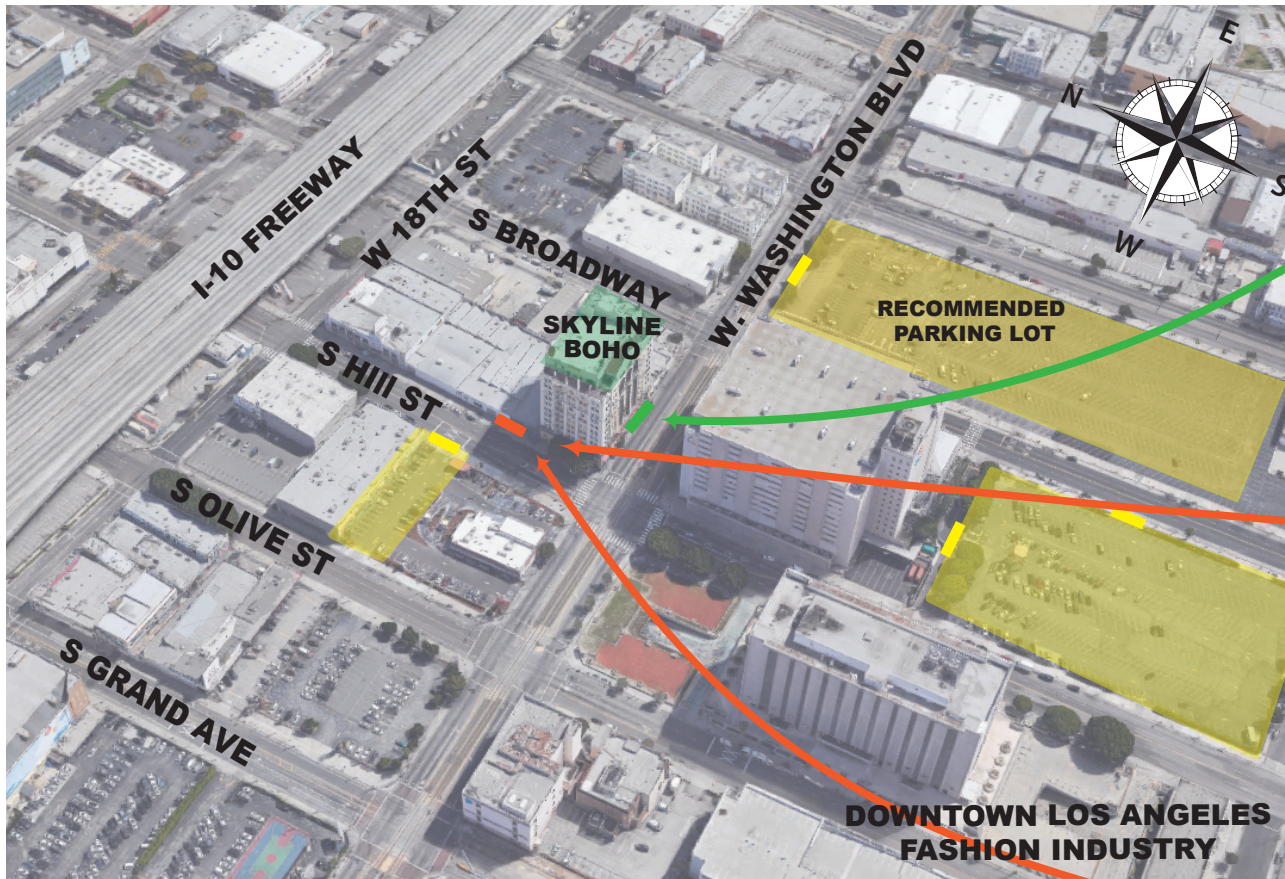 E
N
S
W
I-10 FREEWAY
W 18TH ST
S BROADWAY
W. WASHINGTON BLVD
RECOMMENDED
PARKING LOT
SKYLINE
BOHO
S HIll ST
S OLIVE ST
S GRAND AVE
DOWNTOWN LOS ANGELES
FASHION INDUSTRY